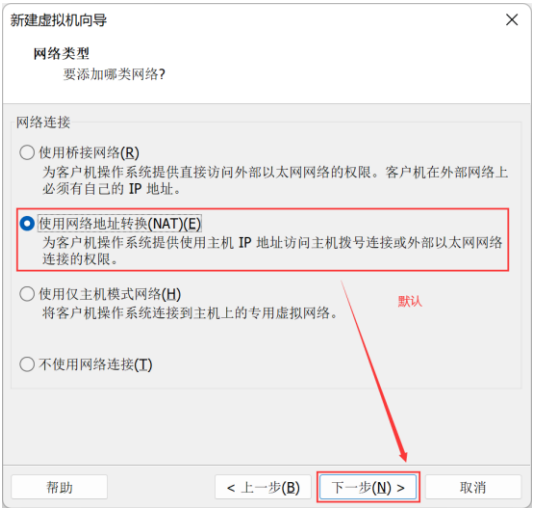 新建虚拟机向导
网络类型
要添加哪类网络?
网络连接
使用桥接网络(R)
为客户机操作系统提供直接访问外部以太网网络的权限。客户机在外部网络上
必须有自己的 IP 地址。
使用网络地址转换(NAT)(E)
为客户机操作系统提供使用主机 IP 地址访问主机拨号连接或外部以太网网络
连接的权限。
使用仅主机模式网络(H)
将客户机操作系统连接到主机上的专用虚拟网络。
默认
不使用网络连接(T)
帮助
< 上一步(B)
下一步(N) >
取消